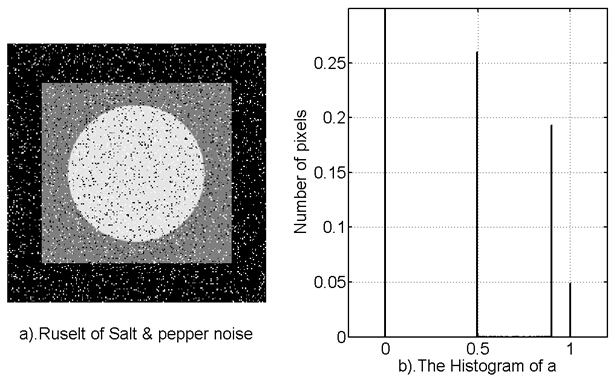 a).Ruselt of Salt & pepper noise
Number of pixels
0.25
0.2
0.15
0.1
0.05
0
0 0.5 1
b).The Histogram of a